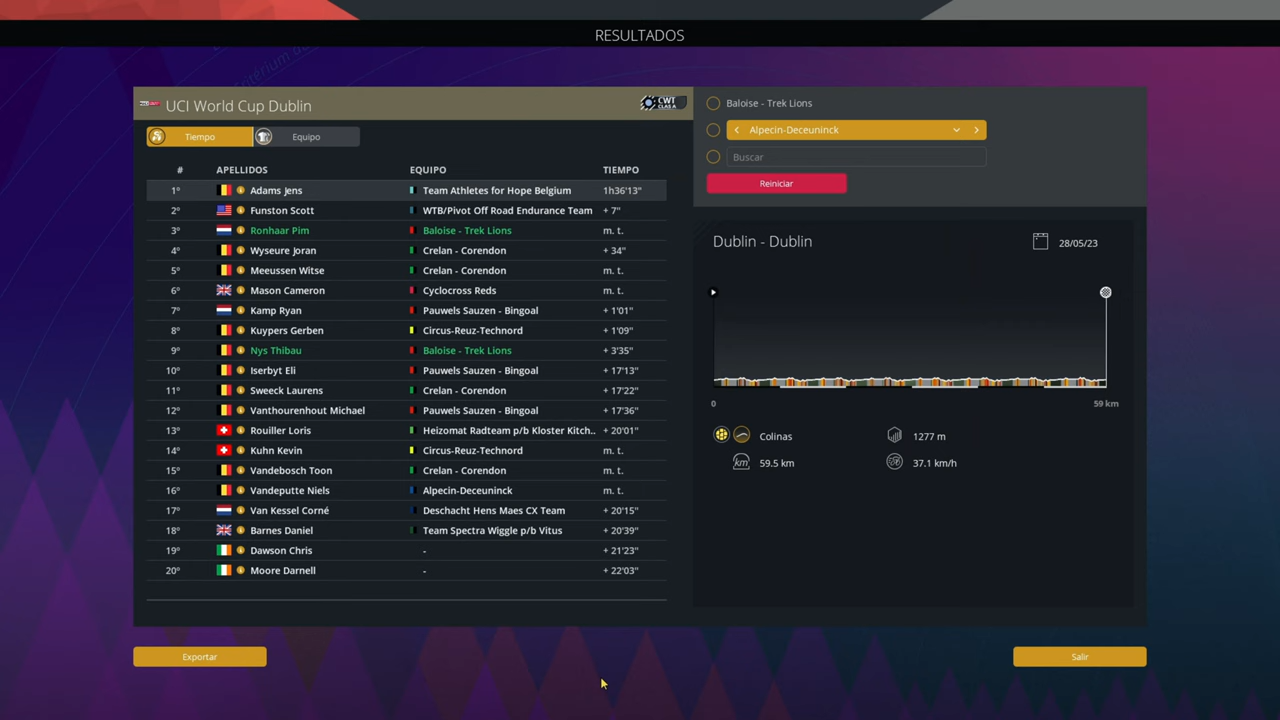 RESULTADOS
UCI World Cup Dublin
CWT
CLAS A
Tiempo
Equipo
# APELLIDOS EQUIPO TIEMPO
1º Adams Jens Team Athletes for Hope Belgium 1h36'13"
2º Funston Scott WTB/Pivot Off Road Endurance Team + 7"
3º Ronhaar Pim Baloise - Trek Lions m. t.
4º Wyseure Joran Crelan - Corendon + 34"
5º Meeussen Witse Crelan - Corendon m. t.
6º Mason Cameron Cyclocross Reds m. t.
7º Kamp Ryan Pauwels Sauzen - Bingoal + 1'01"
8º Kuypers Gerben Circus-Reuz-Technord + 1'09"
9º Nys Thibau Baloise - Trek Lions + 3'35"
10º Iserbyt Eli Pauwels Sauzen - Bingoal + 17'13"
11º Sweeck Laurens Crelan - Corendon + 17'22"
12º Vanthourenhout Michael Pauwels Sauzen - Bingoal + 17'36"
13º Rouiller Loris Heizomat Radteam p/b Kloster Kitch.. + 20'01"
14º Kuhn Kevin Circus-Reuz-Technord m. t.
15º Vandebosch Toon Crelan - Corendon m. t.
16º Vandeputte Niels Alpecin-Deceuninck m. t.
17º Van Kessel Corné Deschacht Hens Maes CX Team + 20'15"
18º Barnes Daniel Team Spectra Wiggle p/b Vitus + 20'39"
19º Dawson Chris - + 21'23"
20º Moore Darnell - + 22'03"
Baloise - Trek Lions
Alpecin-Deceuninck
Buscar
Reiniciar
Dublin - Dublin
28/05/23
0
59 km
Colinas
1277 m
km 59.5 km
37.1 km/h
Exportar
Salir